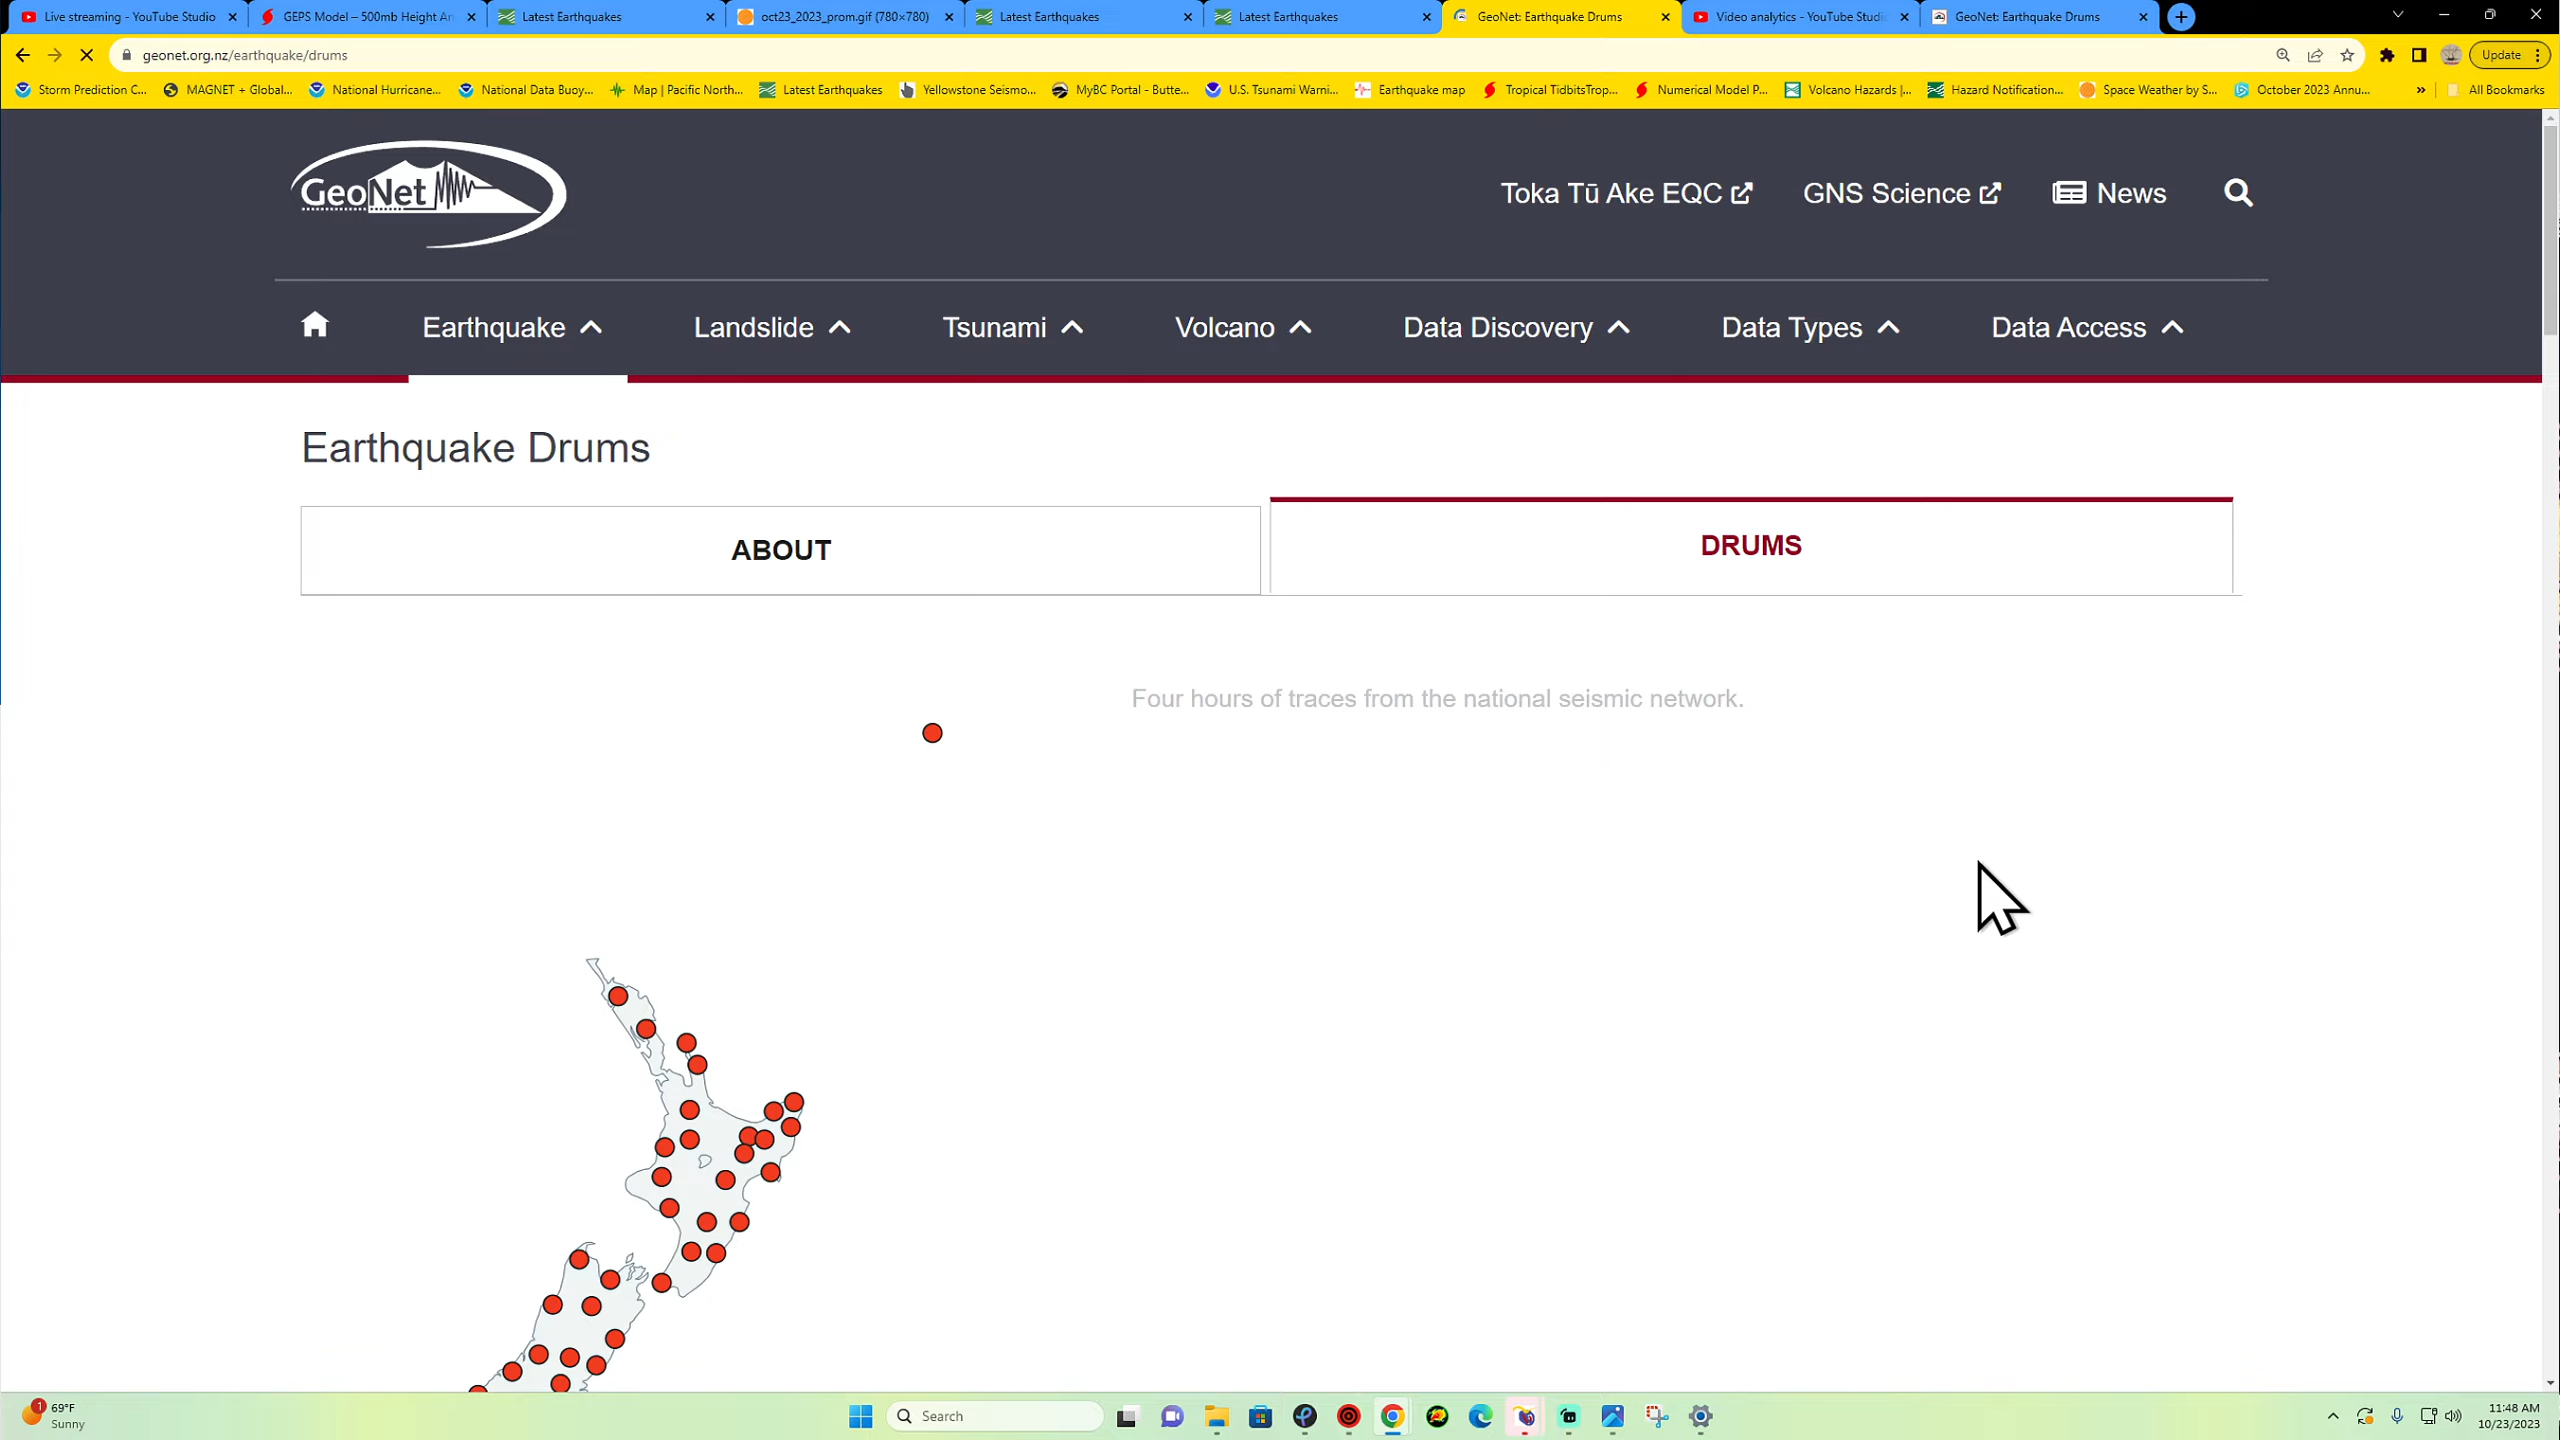 Live streaming - YouTube Studio
GEPS Model – 500mb Height An
Latest Earthquakes
oct23_2023_prom.gif (780×780)
Latest Earthquakes
Latest Earthquakes
GeoNet: Earthquake Drums
Video analytics - YouTube Studio
GeoNet: Earthquake Drums
geonet.org.nz/earthquake/drums
Update
Storm Prediction C...
MAGNET + Global...
National Hurricane...
National Data Buoy...
Map | Pacific North...
Latest Earthquakes
Yellowstone Seismo...
MyBC Portal - Butte...
U.S. Tsunami Warni...
Earthquake map
Tropical TidbitsTrop...
Numerical Model P...
Volcano Hazards |...
Hazard Notification...
Space Weather by S...
October 2023 Annu...
»
All Bookmarks
GeoNet
Toka Tū Ake EQC
GNS Science
News
Earthquake
Landslide
Tsunami
Volcano
Data Discovery
Data Types
Data Access
Earthquake Drums
ABOUT
DRUMS
Four hours of traces from the national seismic network.
1
69°F
Sunny
Search
11:48 AM
10/23/2023